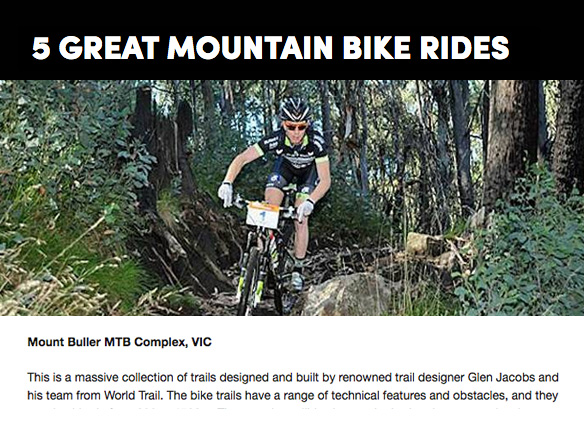 5 GREAT MOUNTAIN BIKE RIDES
1
Mount Buller MTB Complex, VIC
This is a massive collection of trails designed and built by renowned trail designer Glen Jacobs and
his team from World Trail. The bike trails have a range of technical features and obstacles, and they